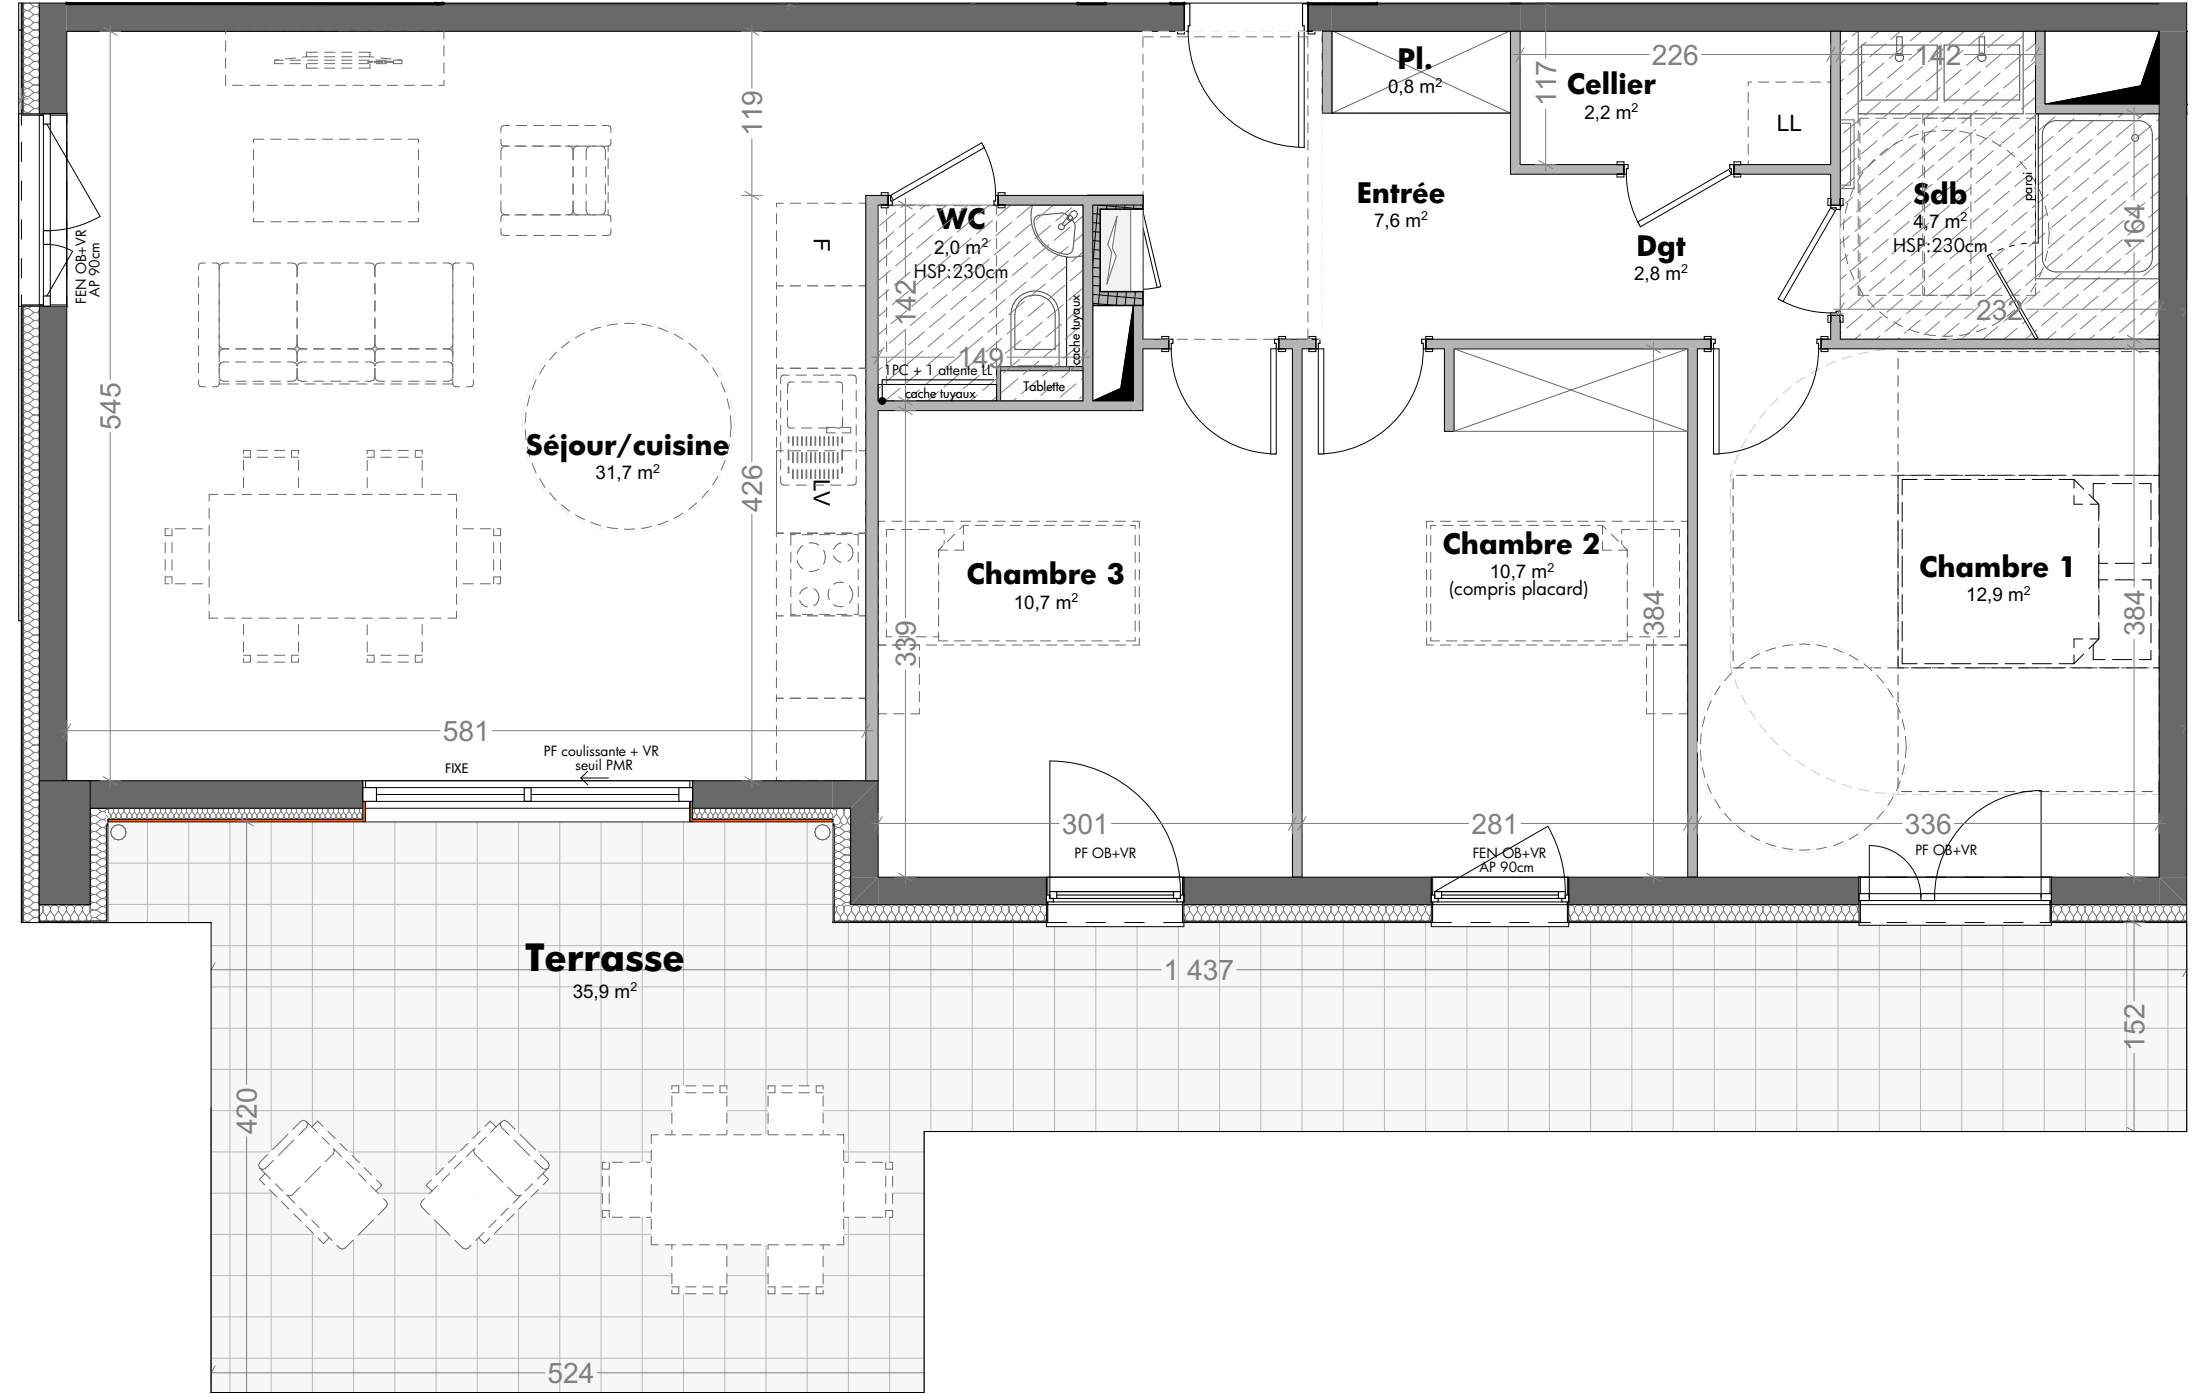 Pl.
0,8 m²
226
142
117
Cellier
2,2 m²
LL
119
FEN OB+VR
AP 90cm
WC
2,0 m²
HSP:230cm
142
149
1PC + 1 attente LL
cache tuyaux
Tablette
cache tuyaux
F
Entrée
7,6 m²
Dgt
2,8 m²
Sdb
4,7 m²
HSP:230cm
paroi
164
232
545
Séjour/cuisine
31,7 m²
426
LV
Chambre 3
10,7 m²
339
Chambre 2
10,7 m²
(compris placard)
384
Chambre 1
12,9 m²
384
581
PF coulissante + VR
seuil PMR
FIXE
301
PF OB+VR
281
FEN OB+VR
AP 90cm
336
PF OB+VR
Terrasse
35,9 m²
1 437
152
420
524